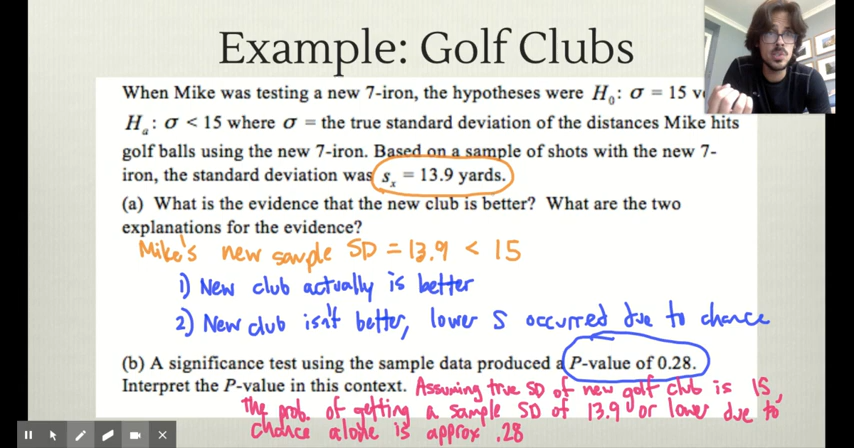 Example: Golf Clubs
When Mike was testing a new 7-iron, the hypotheses were H₀: σ = 15
Hₐ: σ < 15 where σ = the true standard deviation of the distances Mike hits
golf balls using the new 7-iron. Based on a sample of shots with the new 7-
iron, the standard deviation was sₓ = 13.9 yards.
(a) What is the evidence that the new club is better? What are the two
explanations for the evidence?
Mike's new sample SD = 13.9 < 15
1) New club actually is better
2) New club isn't better, lower S occurred due to chance
(b) A significance test using the sample data produced a P-value of 0.28.
Interpret the P-value in this context. Assuming true SD of new golf club is 15,
the prob. of getting a sample SD of 13.9 or lower due to
chance alone is approx .28